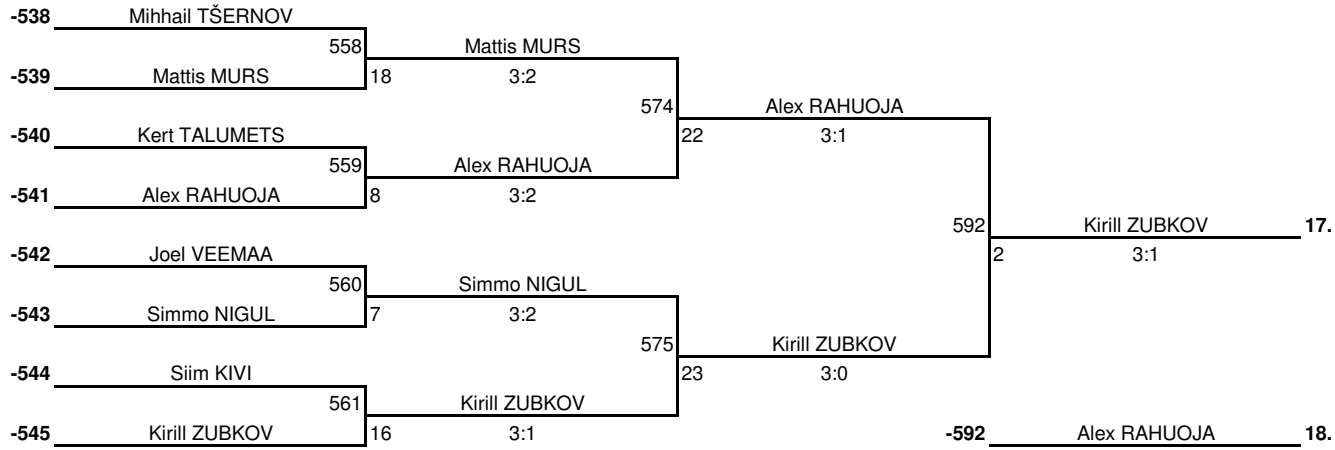 -538 Mihhail TŠERNOV
558 Mattis MURS
-539 Mattis MURS 18 3:2
574 Alex RAHUOJA
-540 Kert TALUMETS 22 3:1
559 Alex RAHUOJA
-541 Alex RAHUOJA 8 3:2
592 Kirill ZUBKOV 17.
-542 Joel VEEMAA 2 3:1
560 Simmo NIGUL
-543 Simmo NIGUL 7 3:2
575 Kirill ZUBKOV
-544 Siim KIVI 23 3:0
561 Kirill ZUBKOV
-545 Kirill ZUBKOV 16 3:1 -592 Alex RAHUOJA 18.